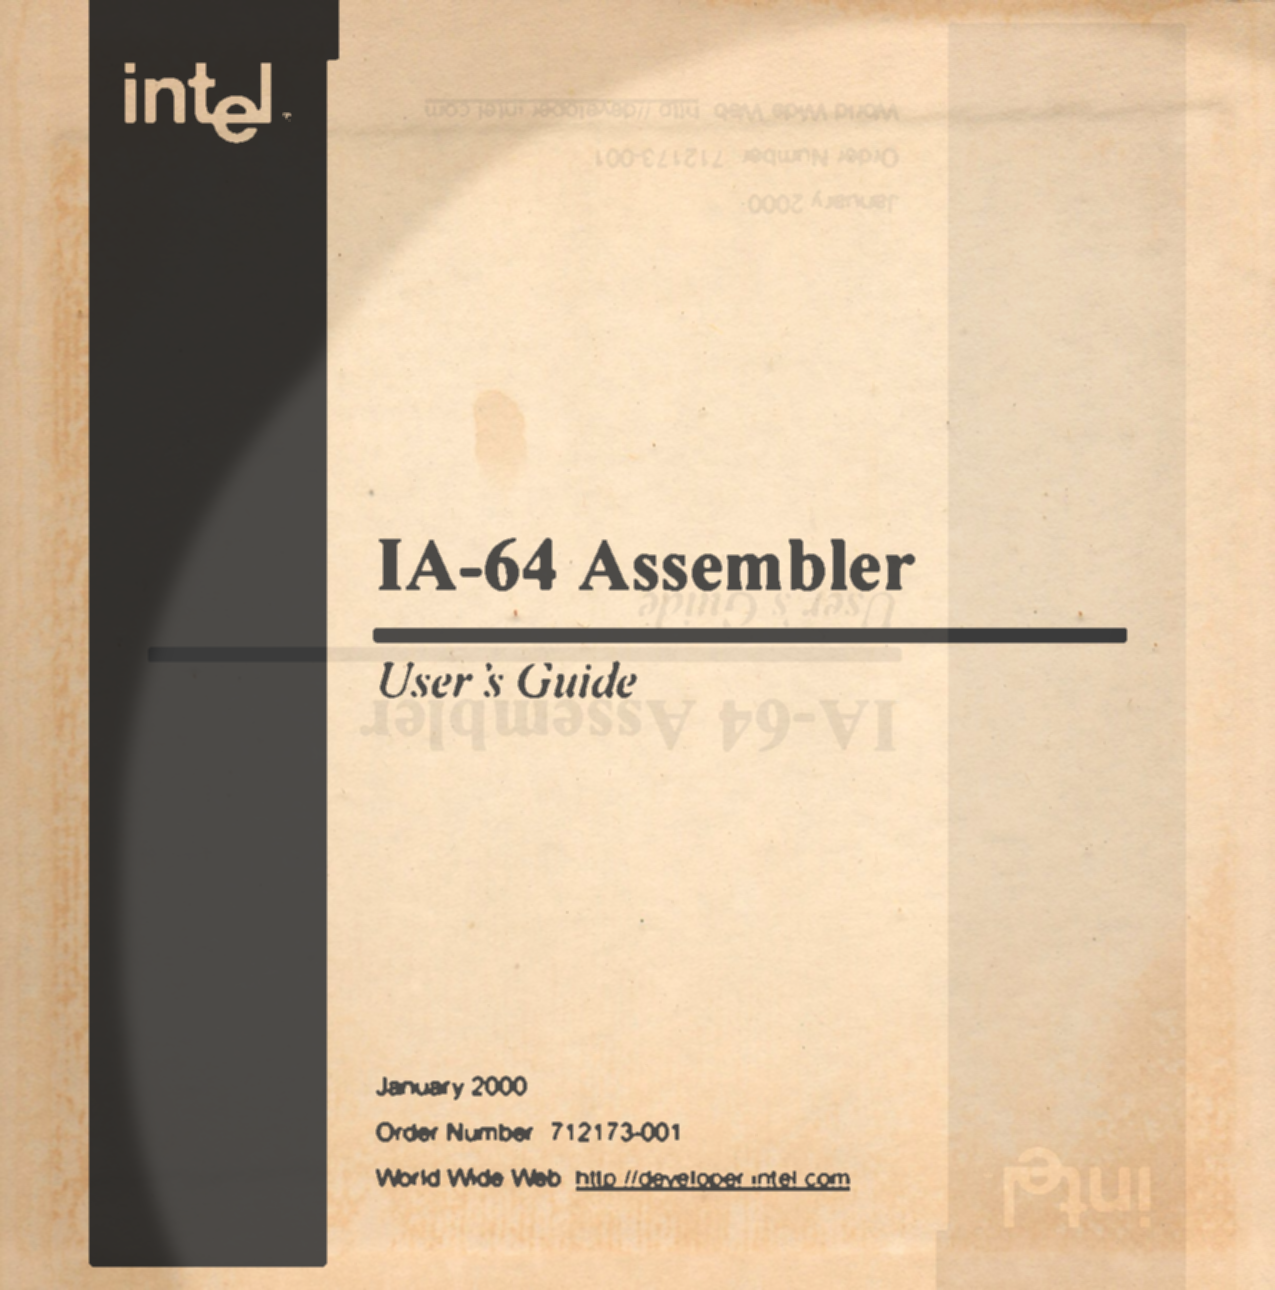 intel
IA-64 Assembler
User's Guide
January 2000
Order Number 712173-001
World Wide Web http://developer.intel.com